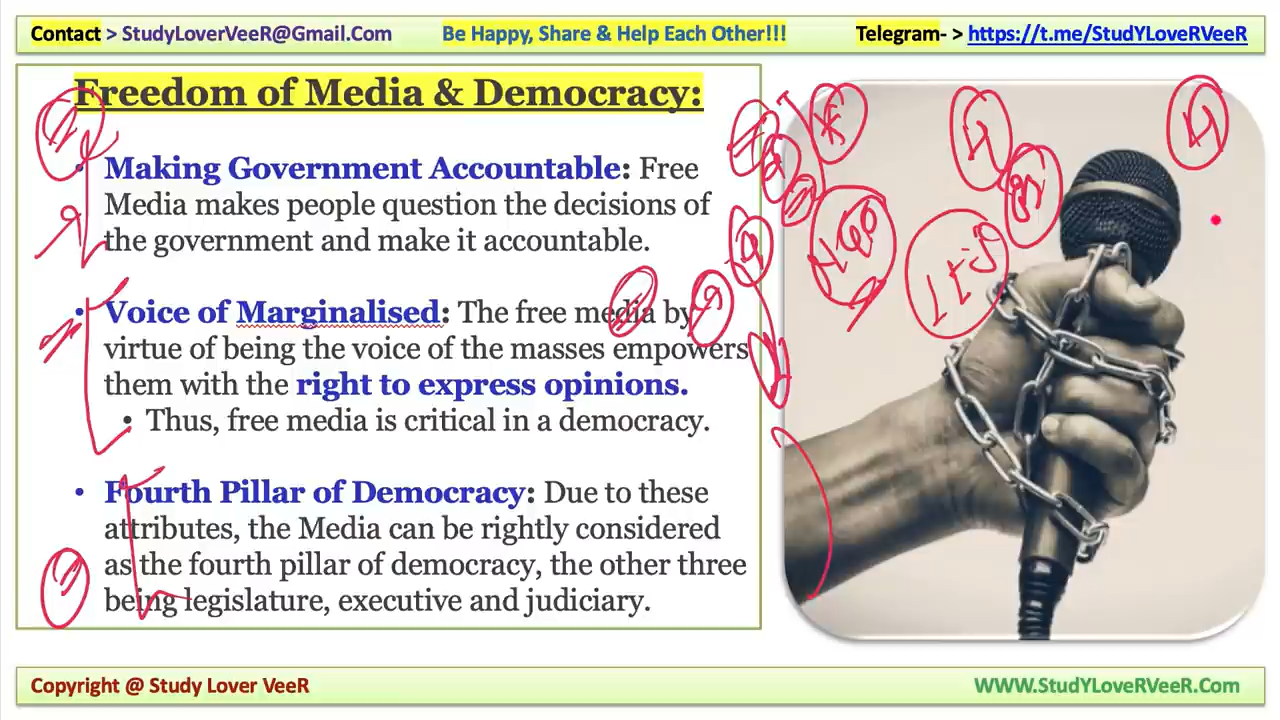 Contact > StudyLoverVeeR@Gmail.Com Be Happy, Share & Help Each Other!!! Telegram- > https://t.me/StudYLoveRVeeR
Freedom of Media & Democracy:
• Making Government Accountable: Free
Media makes people question the decisions of
the government and make it accountable.
• Voice of Marginalised: The free media by
virtue of being the voice of the masses empowers
them with the right to express opinions.
• Thus, free media is critical in a democracy.
• Fourth Pillar of Democracy: Due to these
attributes, the Media can be rightly considered
as the fourth pillar of democracy, the other three
being legislature, executive and judiciary.
Copyright @ Study Lover VeeR WWW.StudYLoveRVeeR.Com